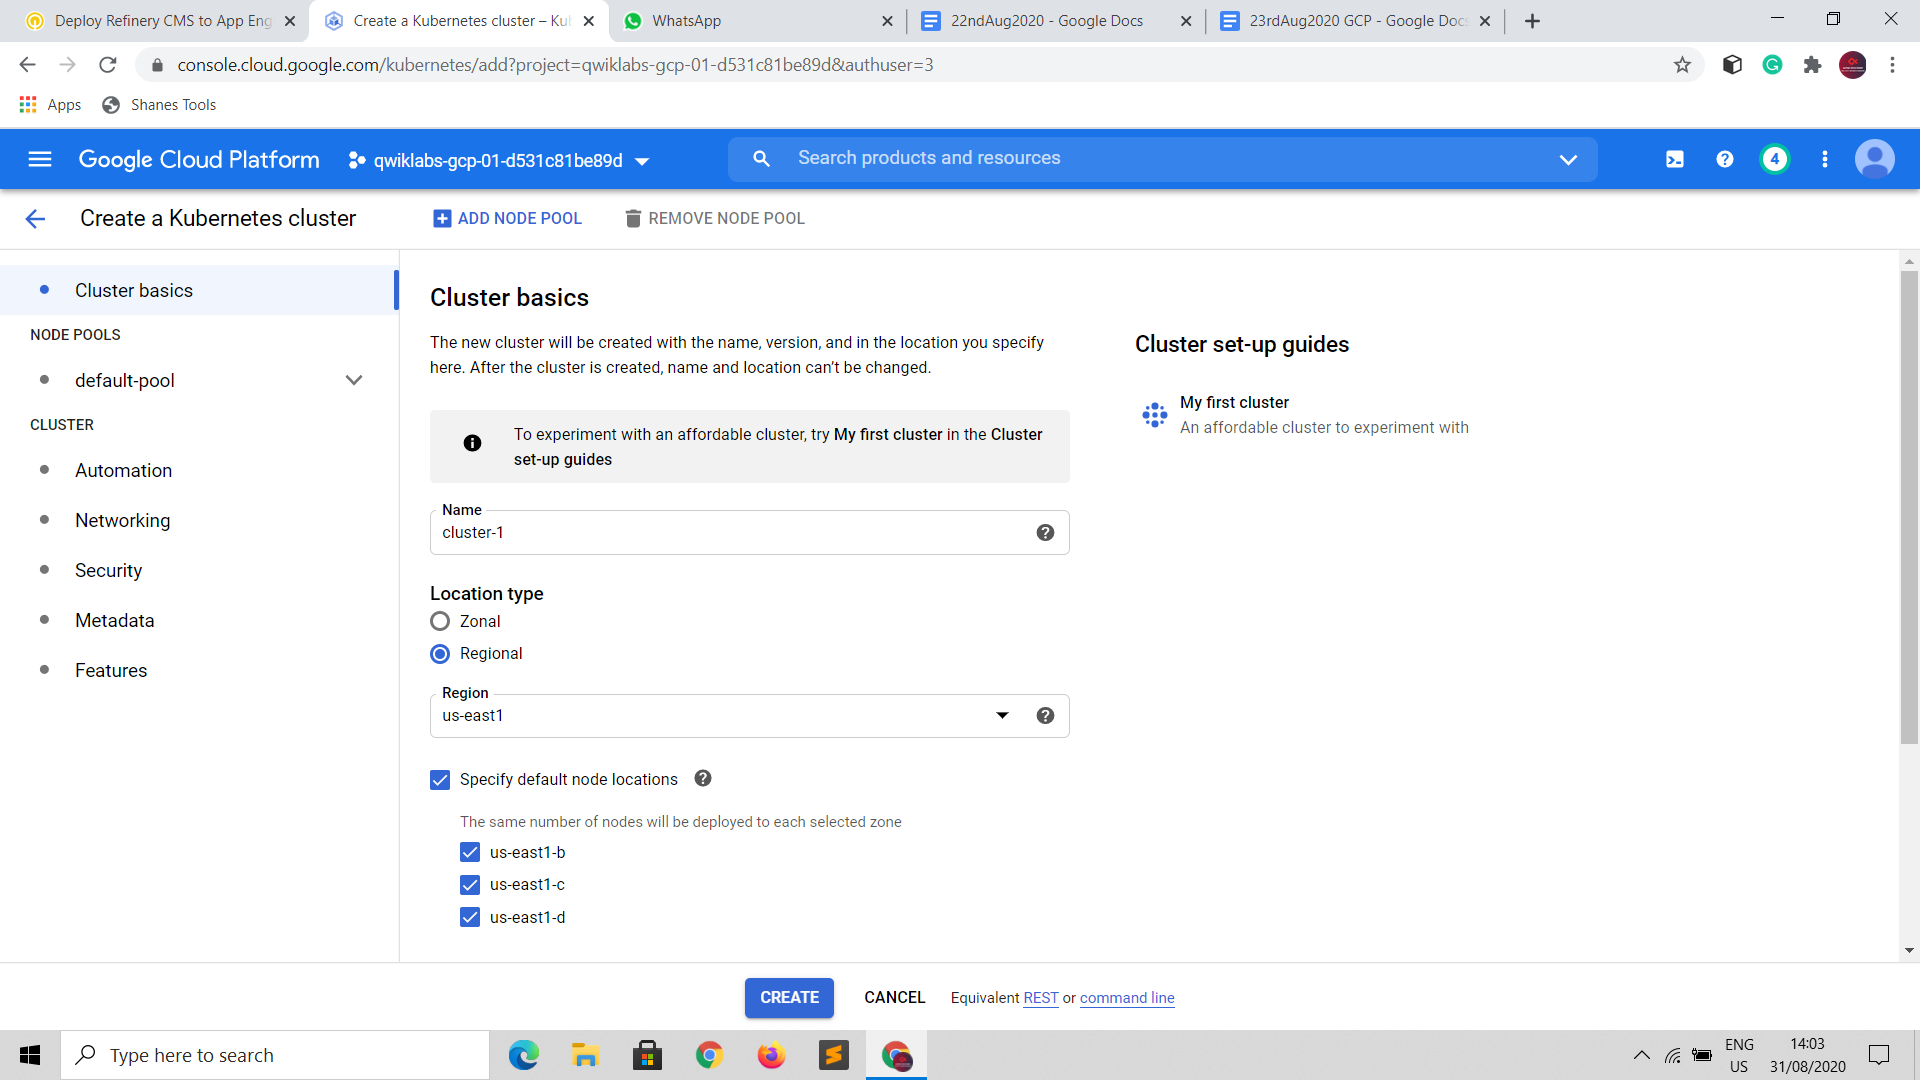 Deploy Refinery CMS to App Eng
Create a Kubernetes cluster – Kub
WhatsApp
22ndAug2020 - Google Docs
23rdAug2020 GCP - Google Docs
console.cloud.google.com/kubernetes/add?project=qwiklabs-gcp-01-d531c81be89d&authuser=3
Apps
Shanes Tools
Google Cloud Platform
qwiklabs-gcp-01-d531c81be89d
Search products and resources
4
Create a Kubernetes cluster
ADD NODE POOL
REMOVE NODE POOL
Cluster basics
NODE POOLS
default-pool
CLUSTER
Automation
Networking
Security
Metadata
Features
Cluster basics
The new cluster will be created with the name, version, and in the location you specify
here. After the cluster is created, name and location can't be changed.
To experiment with an affordable cluster, try My first cluster in the Cluster
set-up guides
Name
cluster-1
Location type
Zonal
Regional
Region
us-east1
Specify default node locations
The same number of nodes will be deployed to each selected zone
us-east1-b
us-east1-c
us-east1-d
Cluster set-up guides
My first cluster
An affordable cluster to experiment with
CREATE
CANCEL
Equivalent REST or command line
Type here to search
ENG
US
14:03
31/08/2020